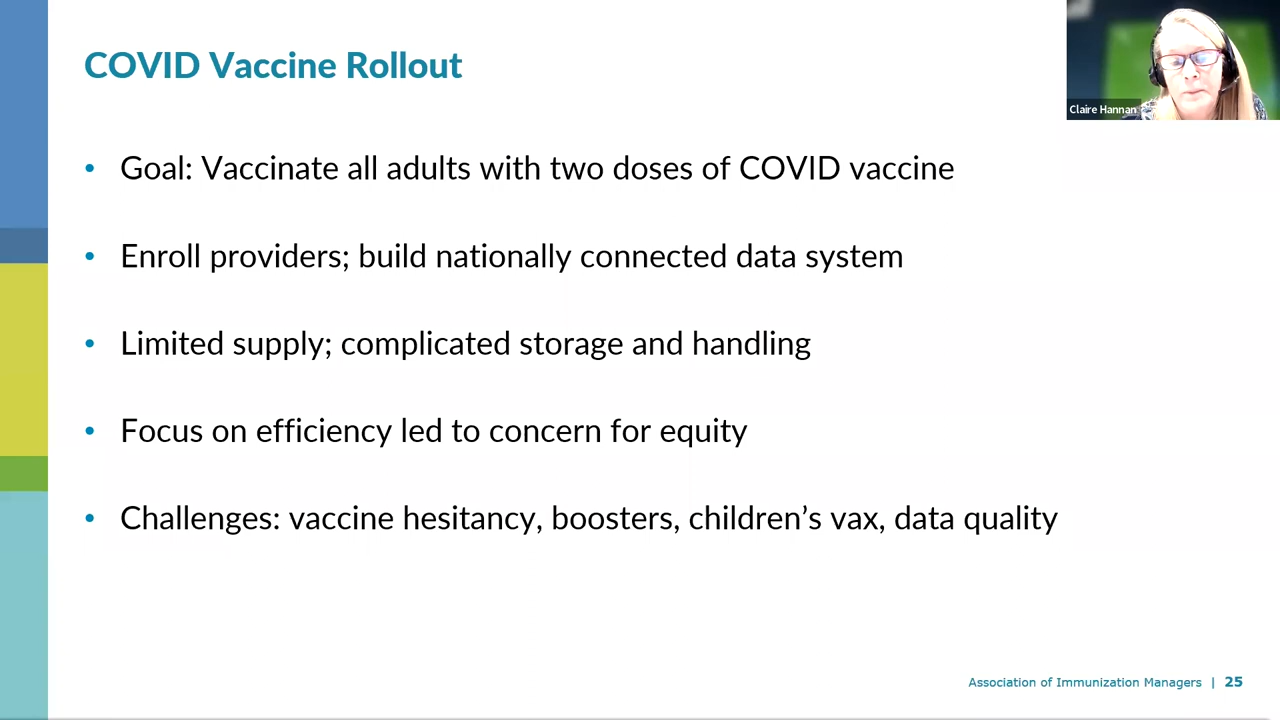 COVID Vaccine Rollout
Claire Hannan
• Goal: Vaccinate all adults with two doses of COVID vaccine
• Enroll providers; build nationally connected data system
• Limited supply; complicated storage and handling
• Focus on efficiency led to concern for equity
• Challenges: vaccine hesitancy, boosters, children’s vax, data quality
Association of Immunization Managers | 25